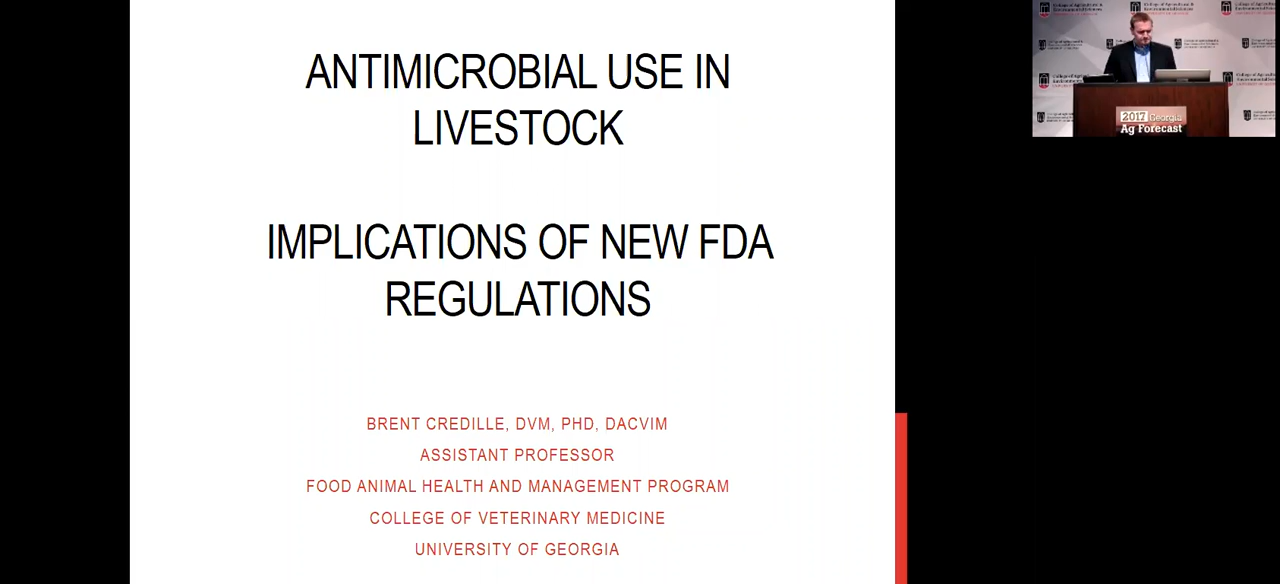 ANTIMICROBIAL USE IN
LIVESTOCK
IMPLICATIONS OF NEW FDA
REGULATIONS
BRENT CREDILLE, DVM, PHD, DACVIM
ASSISTANT PROFESSOR
FOOD ANIMAL HEALTH AND MANAGEMENT PROGRAM
COLLEGE OF VETERINARY MEDICINE
UNIVERSITY OF GEORGIA
2017 Georgia
Ag Forecast